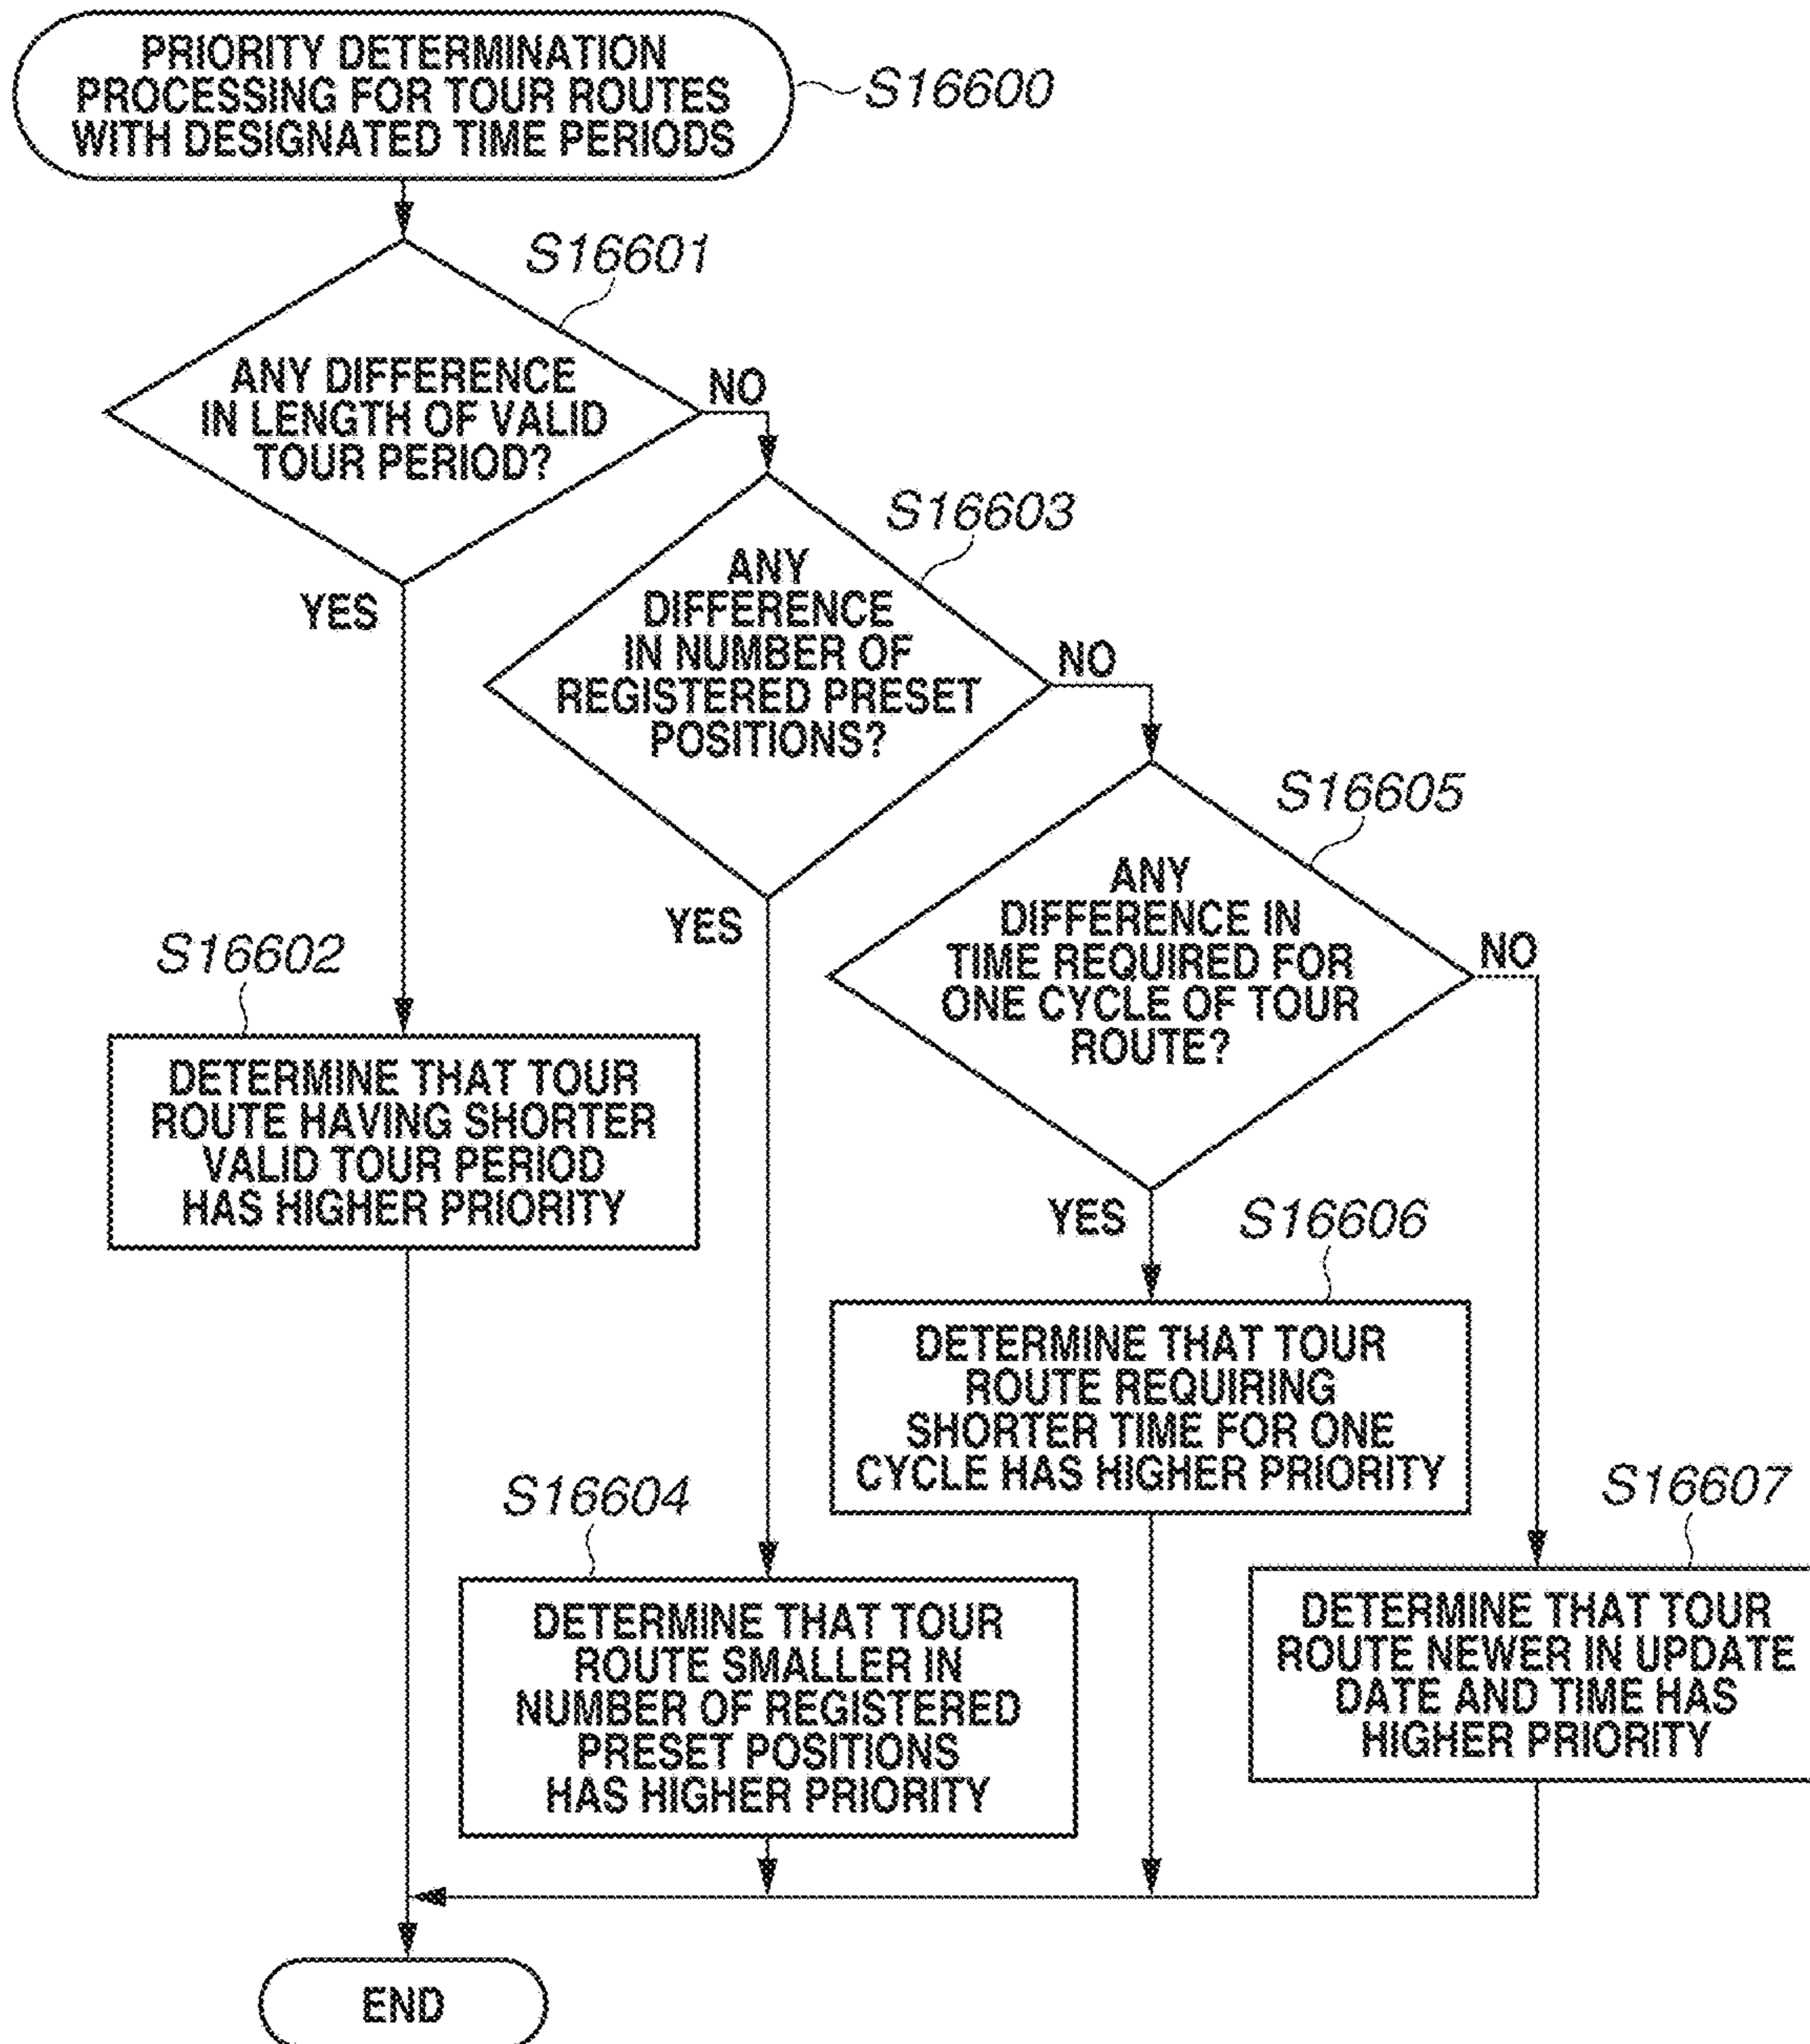 PRIORITY DETERMINATION
PROCESSING FOR TOUR ROUTES
WITH DESIGNATED TIME PERIODS
S16600
S16601
ANY DIFFERENCE
IN LENGTH OF VALID
TOUR PERIOD?
NO
YES
S16603
ANY
DIFFERENCE
IN NUMBER OF
REGISTERED PRESET
POSITIONS?
NO
YES
S16605
ANY
DIFFERENCE IN
TIME REQUIRED FOR
ONE CYCLE OF TOUR
ROUTE?
NO
YES
S16602
DETERMINE THAT TOUR
ROUTE HAVING SHORTER
VALID TOUR PERIOD
HAS HIGHER PRIORITY
S16606
DETERMINE THAT TOUR
ROUTE REQUIRING
SHORTER TIME FOR ONE
CYCLE HAS HIGHER PRIORITY
S16604
DETERMINE THAT TOUR
ROUTE SMALLER IN
NUMBER OF REGISTERED
PRESET POSITIONS
HAS HIGHER PRIORITY
S16607
DETERMINE THAT TOUR
ROUTE NEWER IN UPDATE
DATE AND TIME HAS
HIGHER PRIORITY
END